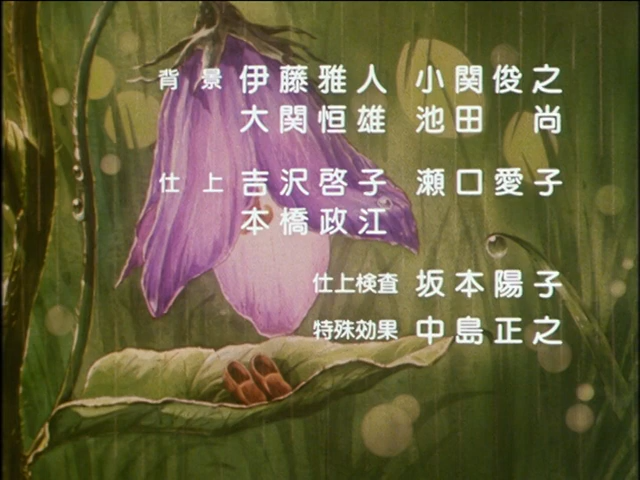 背景 伊藤雅人 小関俊之
大関恒雄 池田 尚
仕上 吉沢啓子 瀬口愛子
本橋政江
仕上検査 坂本陽子
特殊効果 中島正之